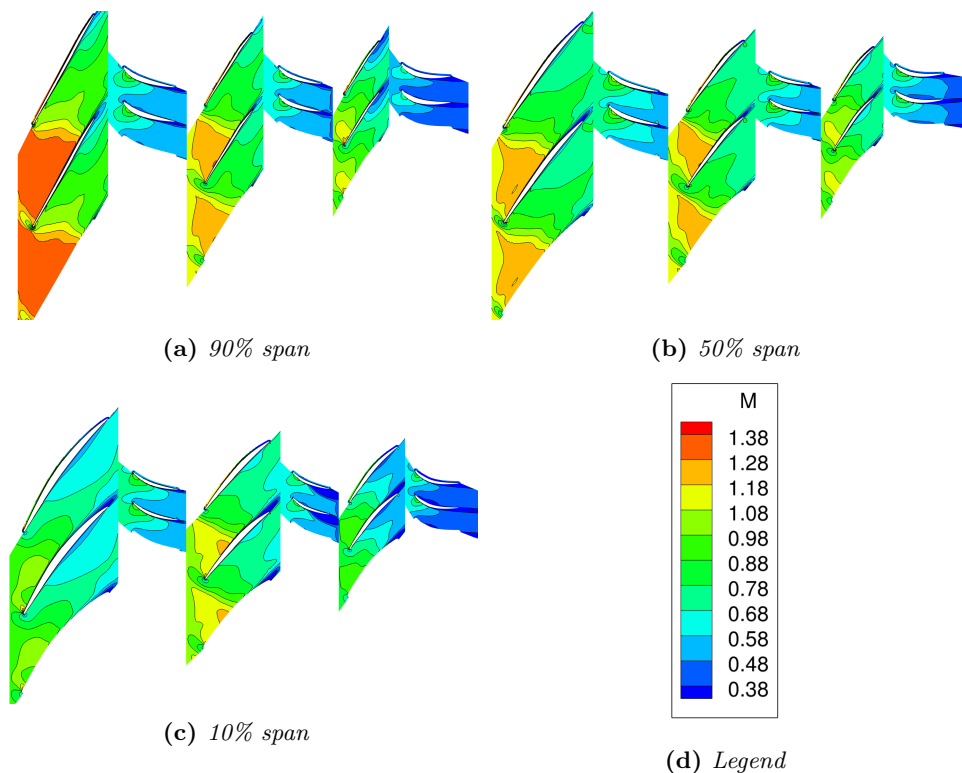 (a) 90% span
(b) 50% span
M
1.38
1.28
1.18
1.08
0.98
0.88
0.78
0.68
0.58
0.48
0.38
(c) 10% span
(d) Legend